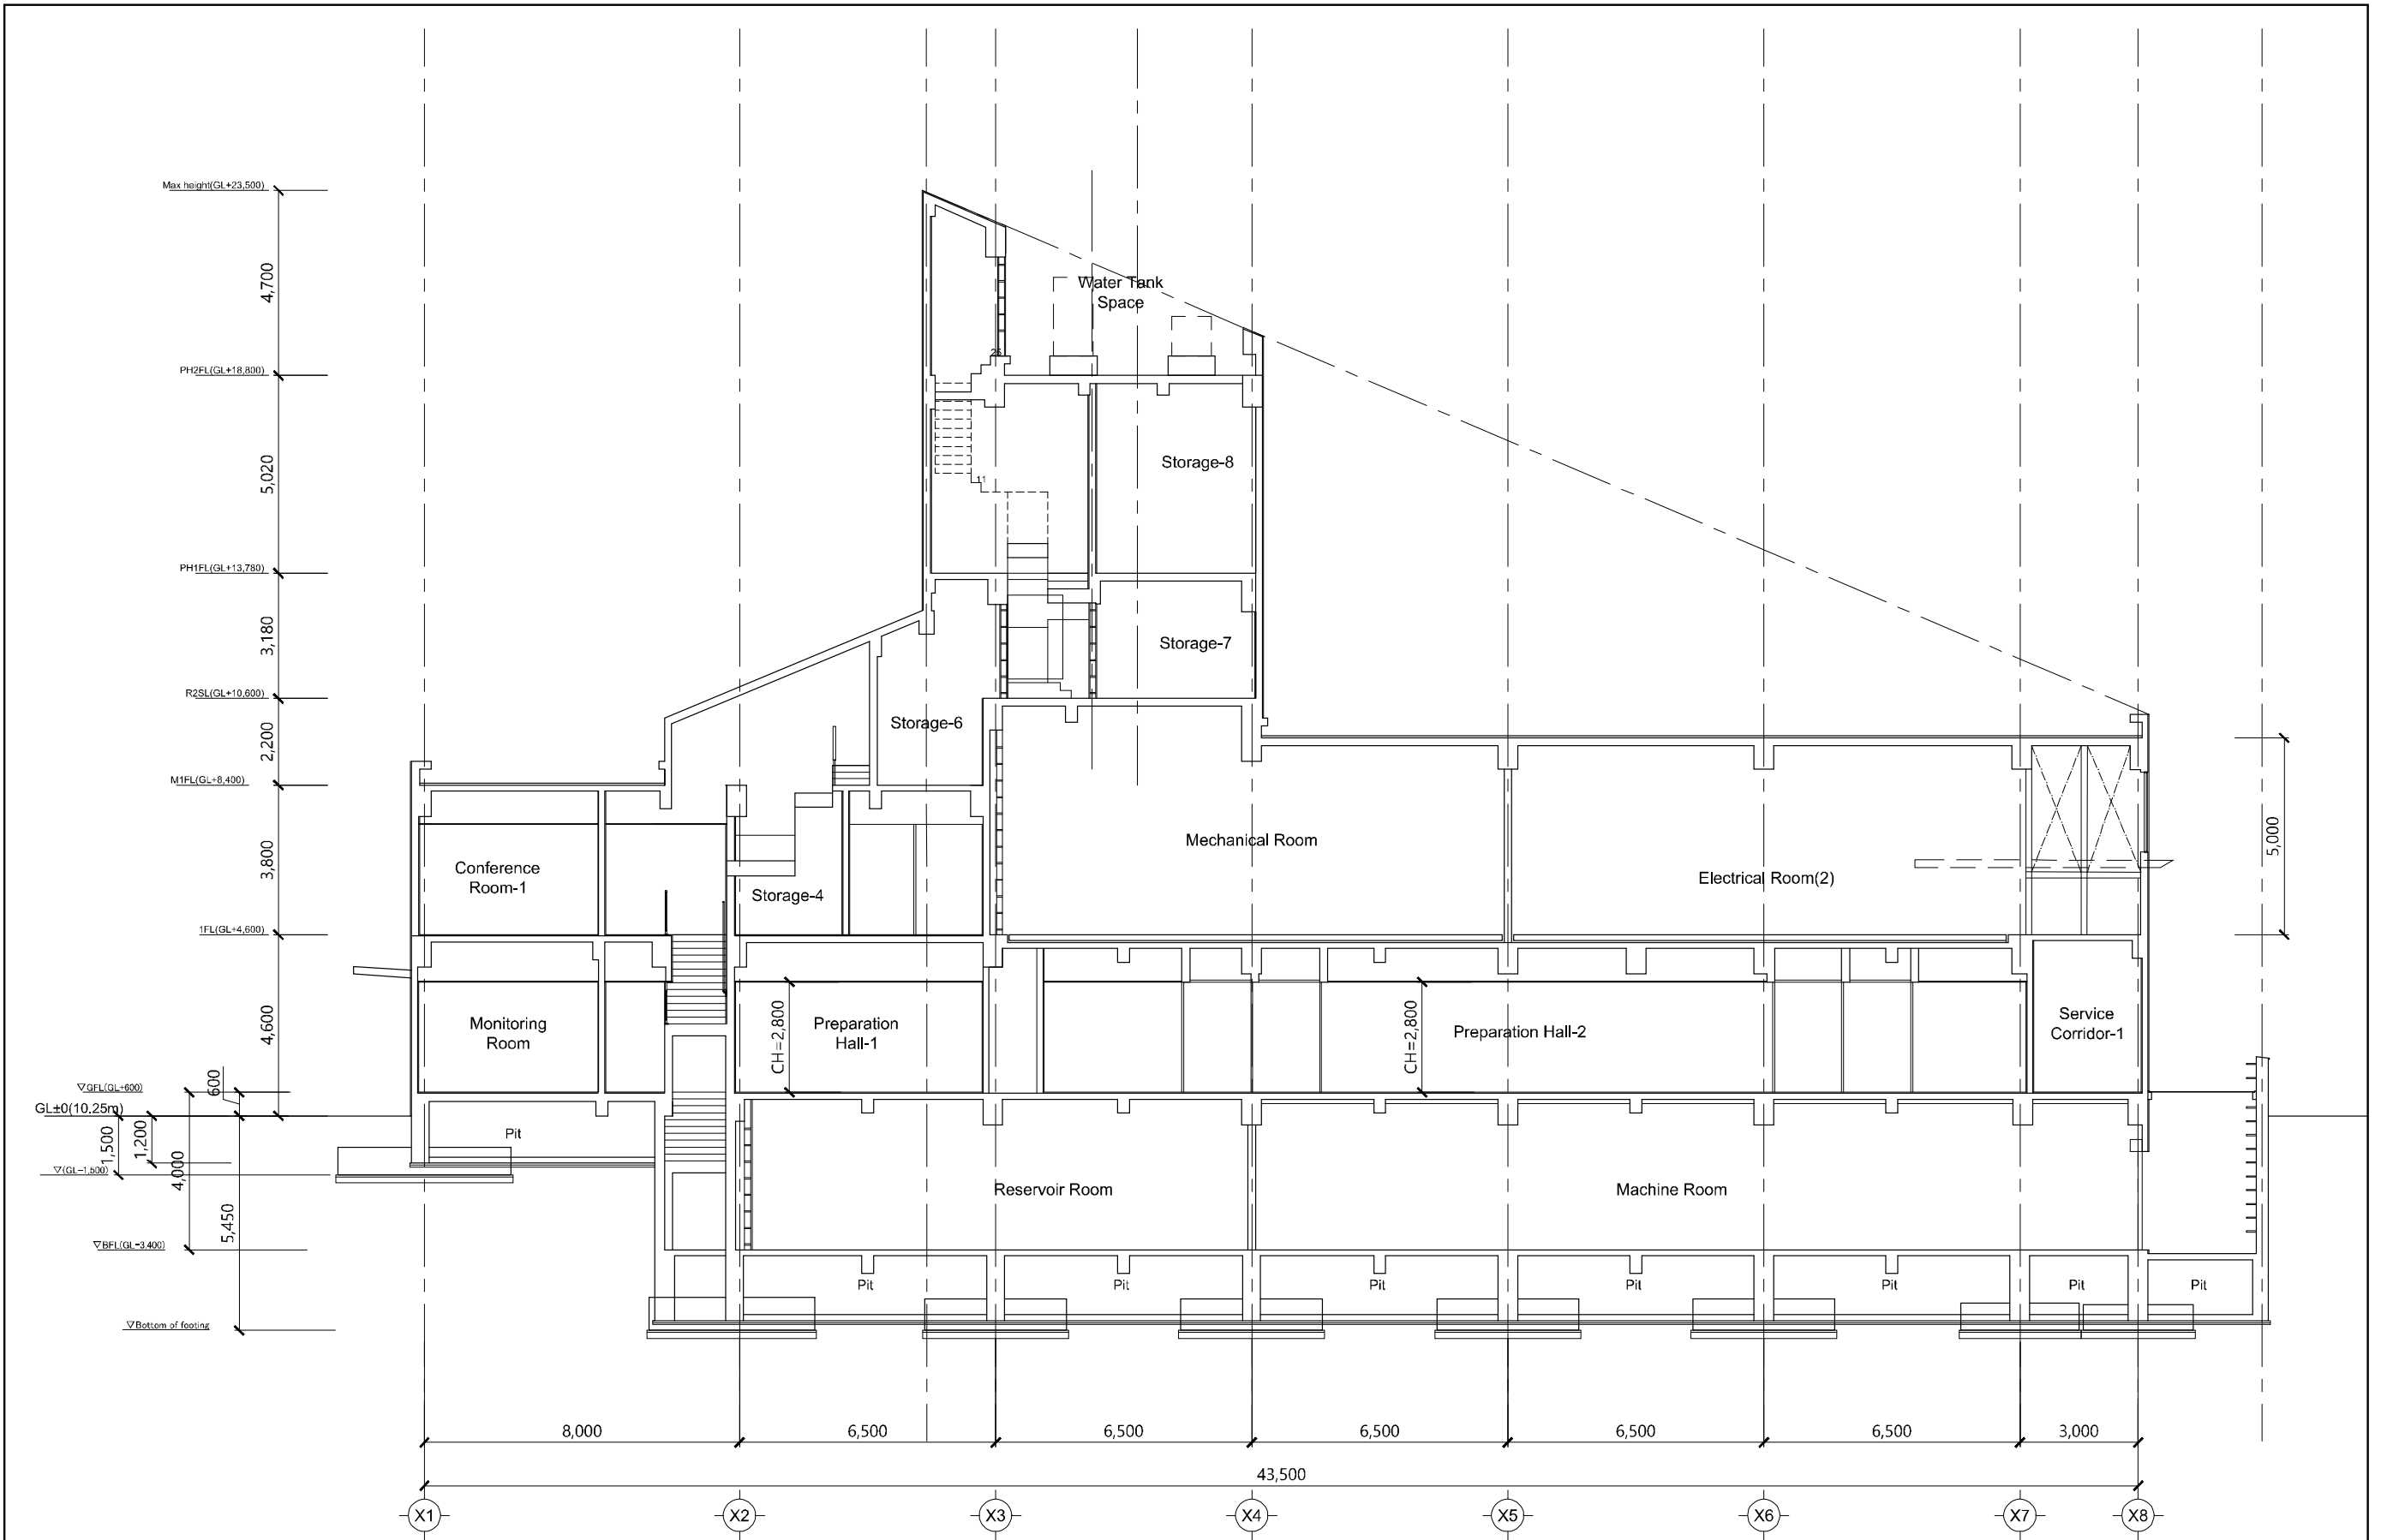 Max height(GL+23,500)
4,700
Water Tank
Space
25
PH2FL(GL+18,800)
5,020
Storage-8
11
PH1FL(GL+13,780)
3,180
Storage-7
R2SL(GL+10,600)
Storage-6
2,200
M1FL(GL+8,400)
3,800
Conference
Room-1
Storage-4
Mechanical Room
Electrical Room(2)
5,000
1FL(GL+4,600)
4,600
Monitoring
Room
CH=2,800
Preparation
Hall-1
CH=2,800
Preparation Hall-2
Service
Corridor-1
▽GFL(GL+600)
600
GL±0(10.25m)
1,500
1,200
4,000
Pit
▽(GL-1,500)
5,450
Reservoir Room
Machine Room
▽BFL(GL-3,400)
Pit
Pit
Pit
Pit
Pit
Pit
Pit
▽Bottom of footing
8,000
6,500
6,500
6,500
6,500
6,500
3,000
43,500
X1
X2
X3
X4
X5
X6
X7
X8